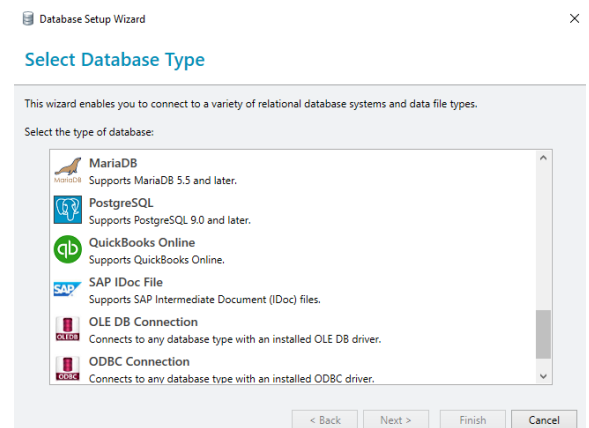 Database Setup Wizard
Select Database Type
This wizard enables you to connect to a variety of relational database systems and data file types.
Select the type of database:
MariaDB
MariaDB
Supports MariaDB 5.5 and later.
PostgreSQL
Supports PostgreSQL 9.0 and later.
qb
QuickBooks Online
Supports QuickBooks Online.
SAP
SAP IDoc File
Supports SAP Intermediate Document (IDoc) files.
OLEDB
OLE DB Connection
Connects to any database type with an installed OLE DB driver.
ODBC
ODBC Connection
Connects to any database type with an installed ODBC driver.
< Back Next > Finish Cancel